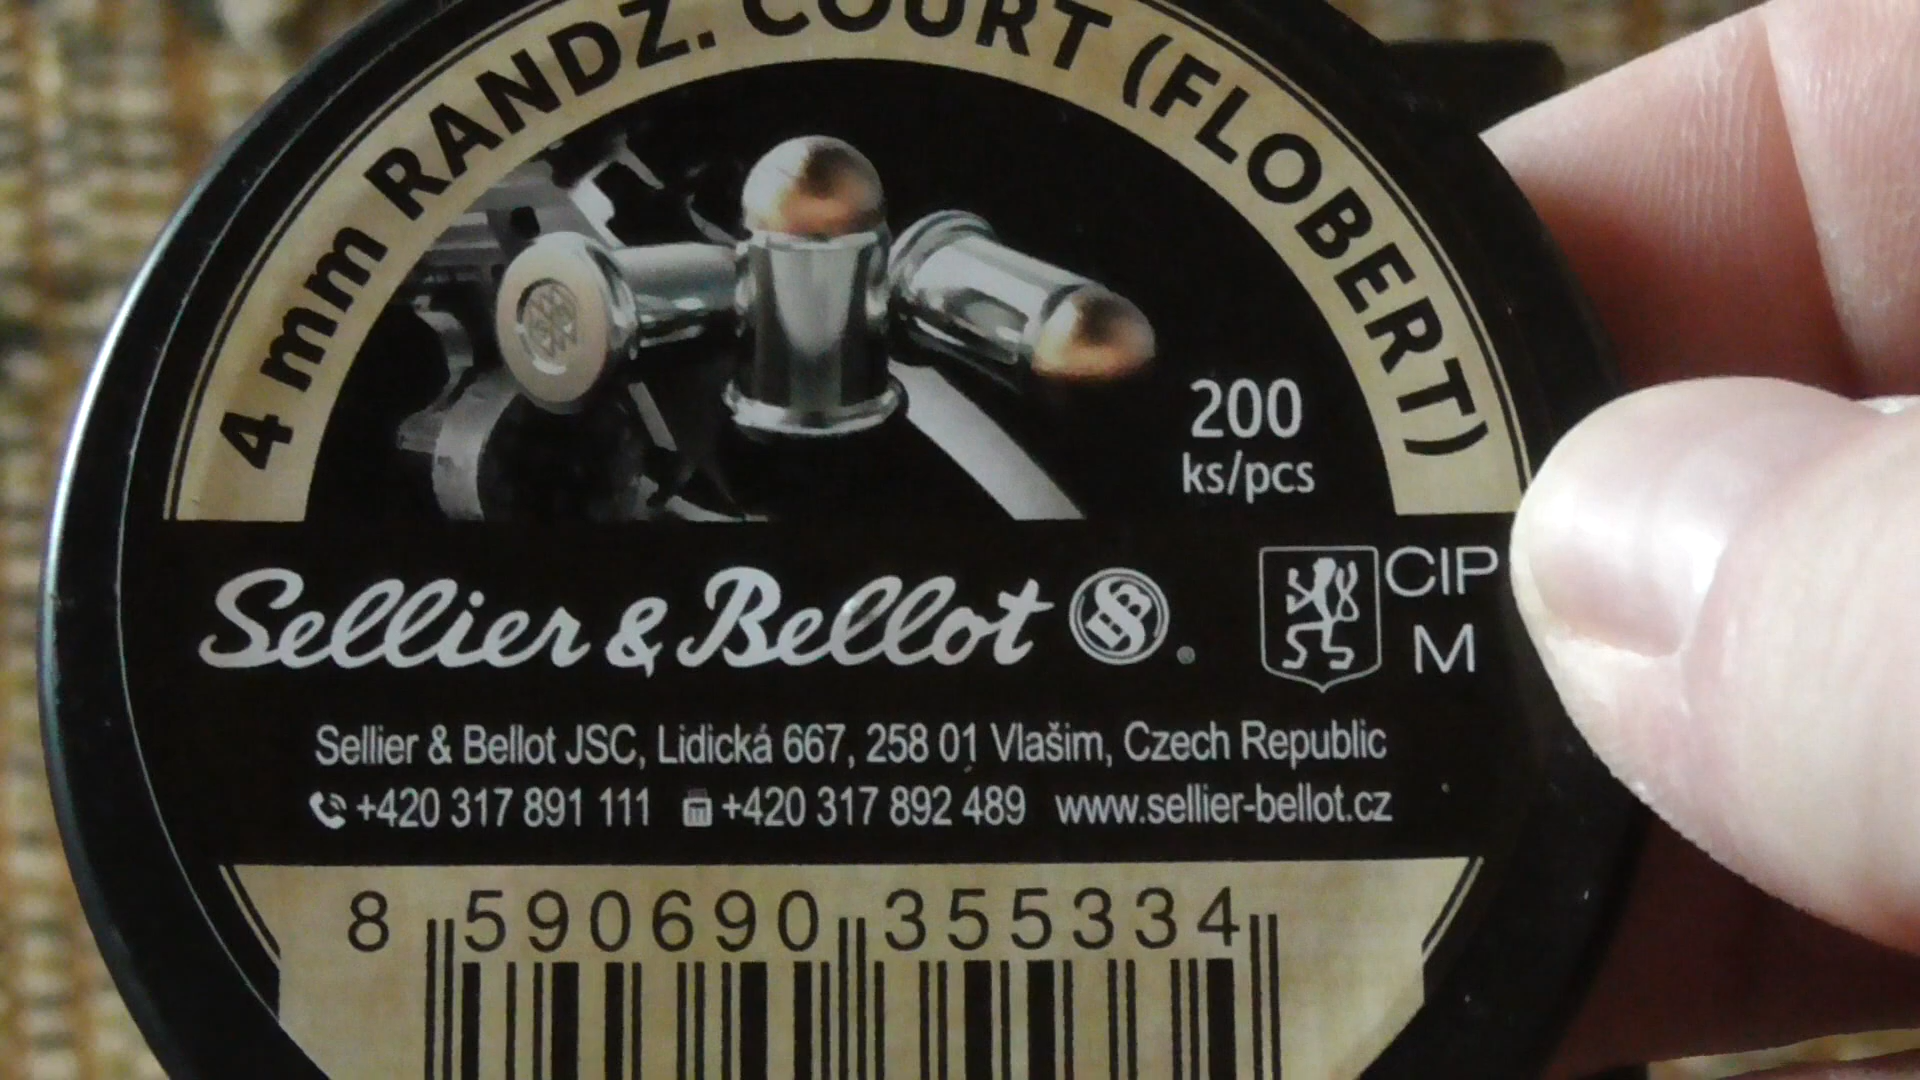 4 mm RANDZ. COURT (FLOBERT)
200
ks/pcs
Sellier & Bellot
CIP
M
Sellier & Bellot JSC, Lidická 667, 258 01 Vlašim, Czech Republic
+420 317 891 111 +420 317 892 489 www.sellier-bellot.cz
8 590690 355334